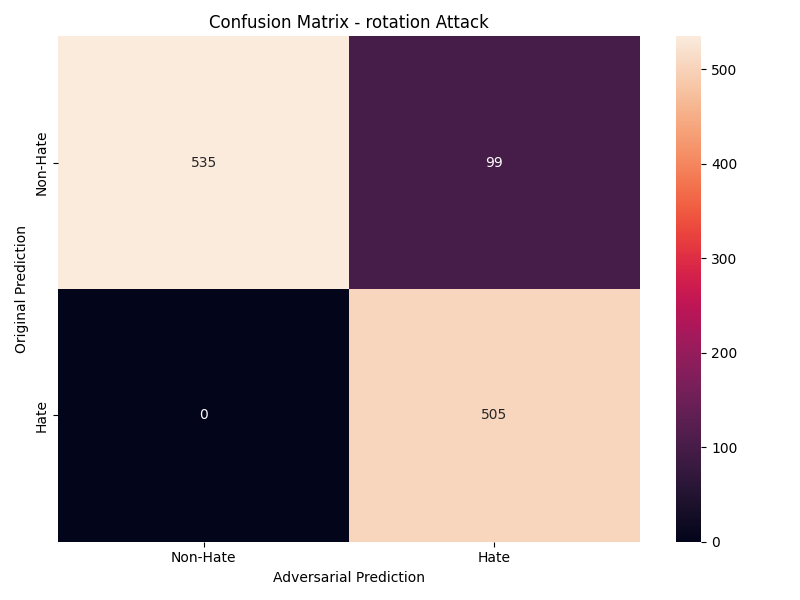 Confusion Matrix - rotation Attack
Original Prediction
Non-Hate
Hate
535
99
0
505
Non-Hate
Hate
Adversarial Prediction
500
400
300
200
100
0